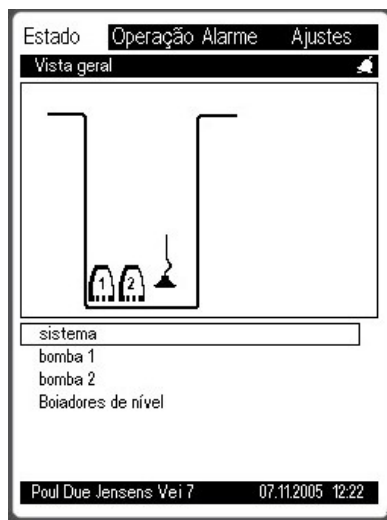 Estado Operação Alarme Ajustes
Vista geral
1 2
sistema
bomba 1
bomba 2
Boiadores de nível
Poul Due Jensens Vei 7 07.11.2005 12:22